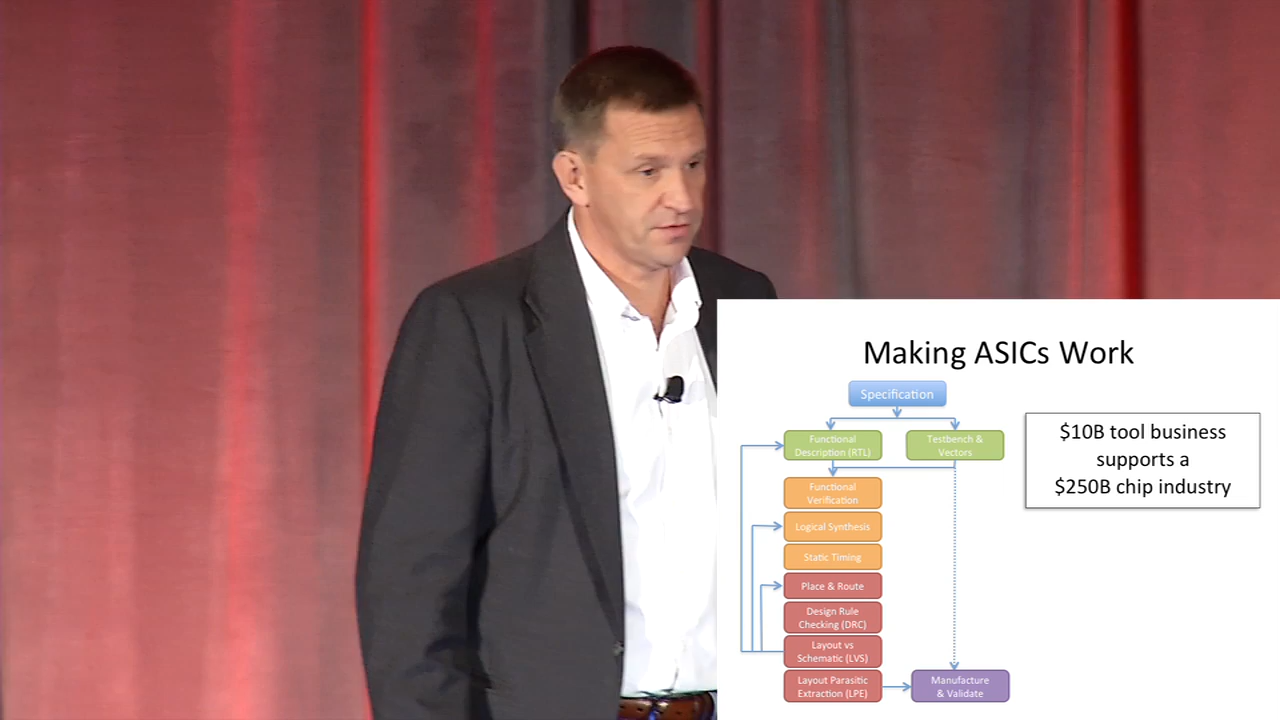 Making ASICs Work
Specification
Functional
Description (RTL)
Testbench &
Vectors
$10B tool business
supports a
$250B chip industry
Functional
Verification
Logical Synthesis
Static Timing
Place & Route
Design Rule
Checking (DRC)
Layout vs
Schematic (LVS)
Layout Parasitic
Extraction (LPE)
Manufacture
& Validate